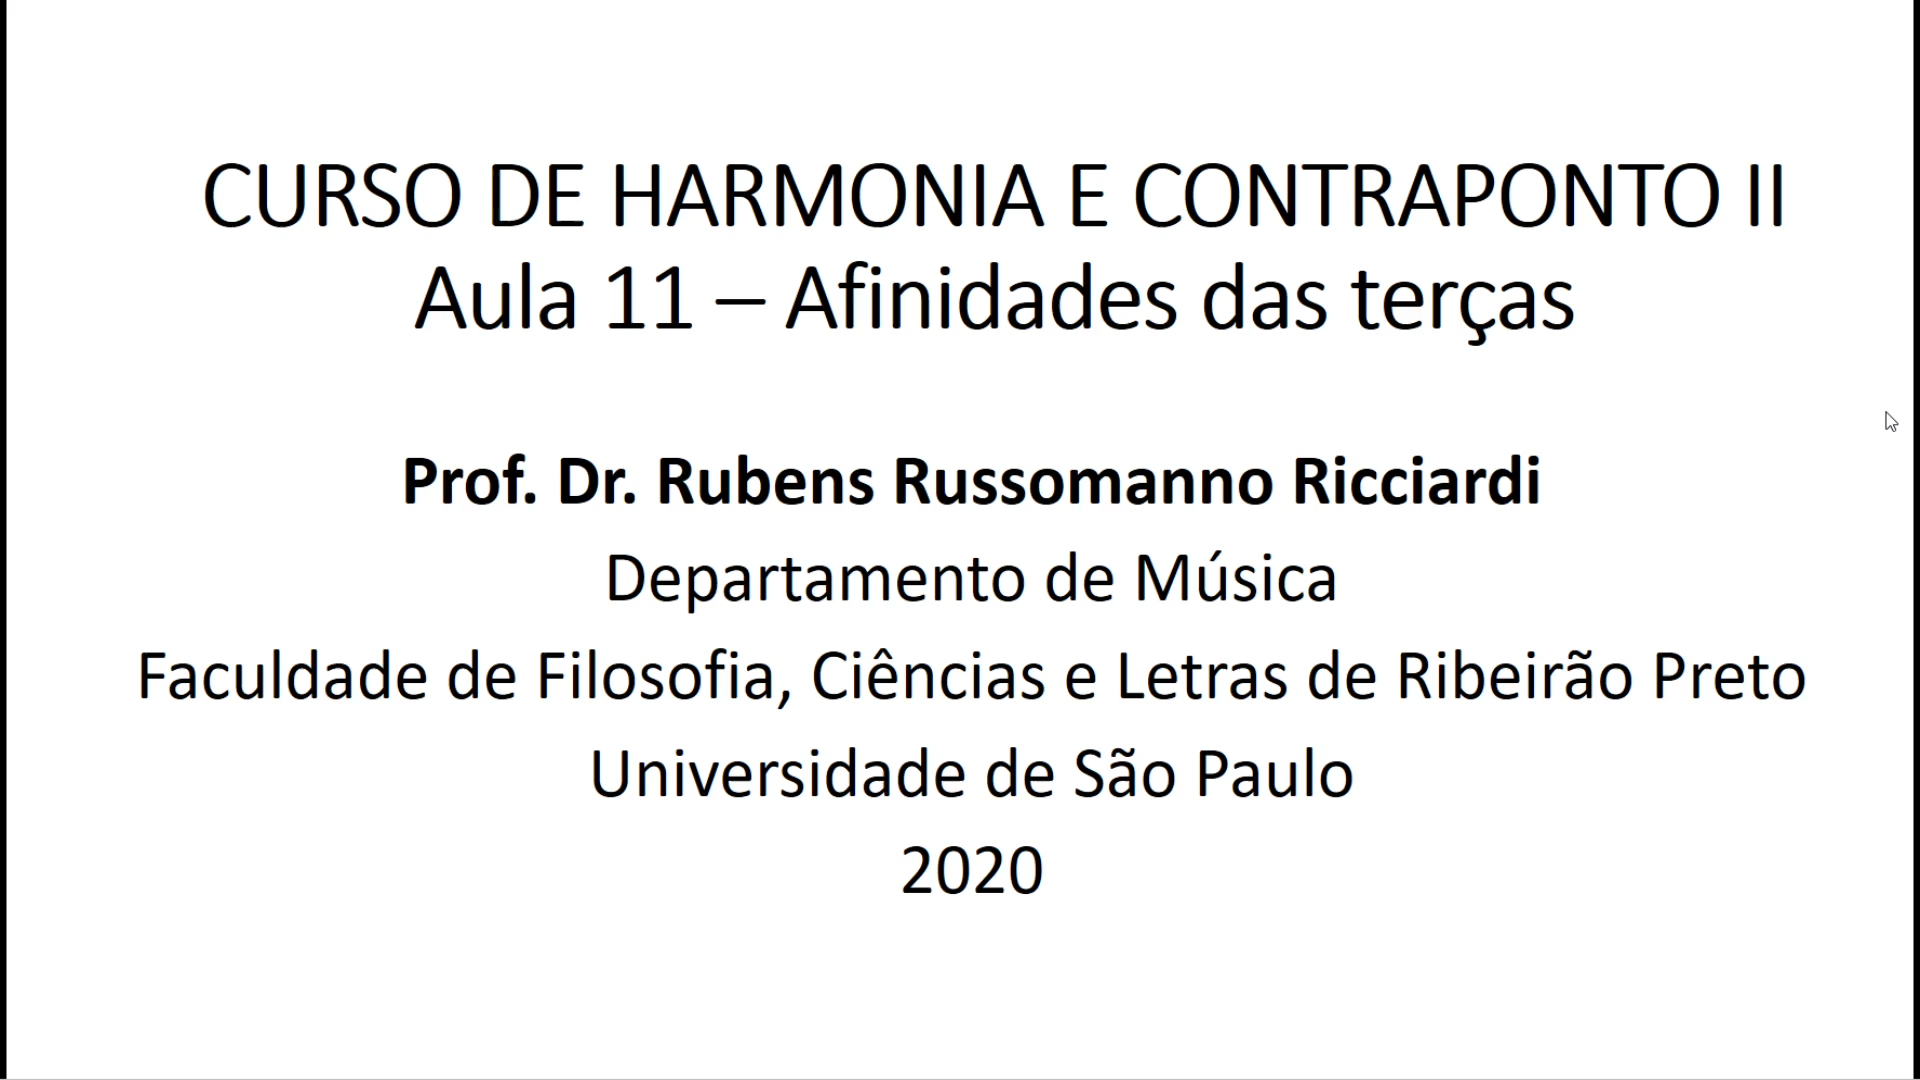 CURSO DE HARMONIA E CONTRAPONTO II
Aula 11 – Afinidades das terças
Prof. Dr. Rubens Russomanno Ricciardi
Departamento de Música
Faculdade de Filosofia, Ciências e Letras de Ribeirão Preto
Universidade de São Paulo
2020